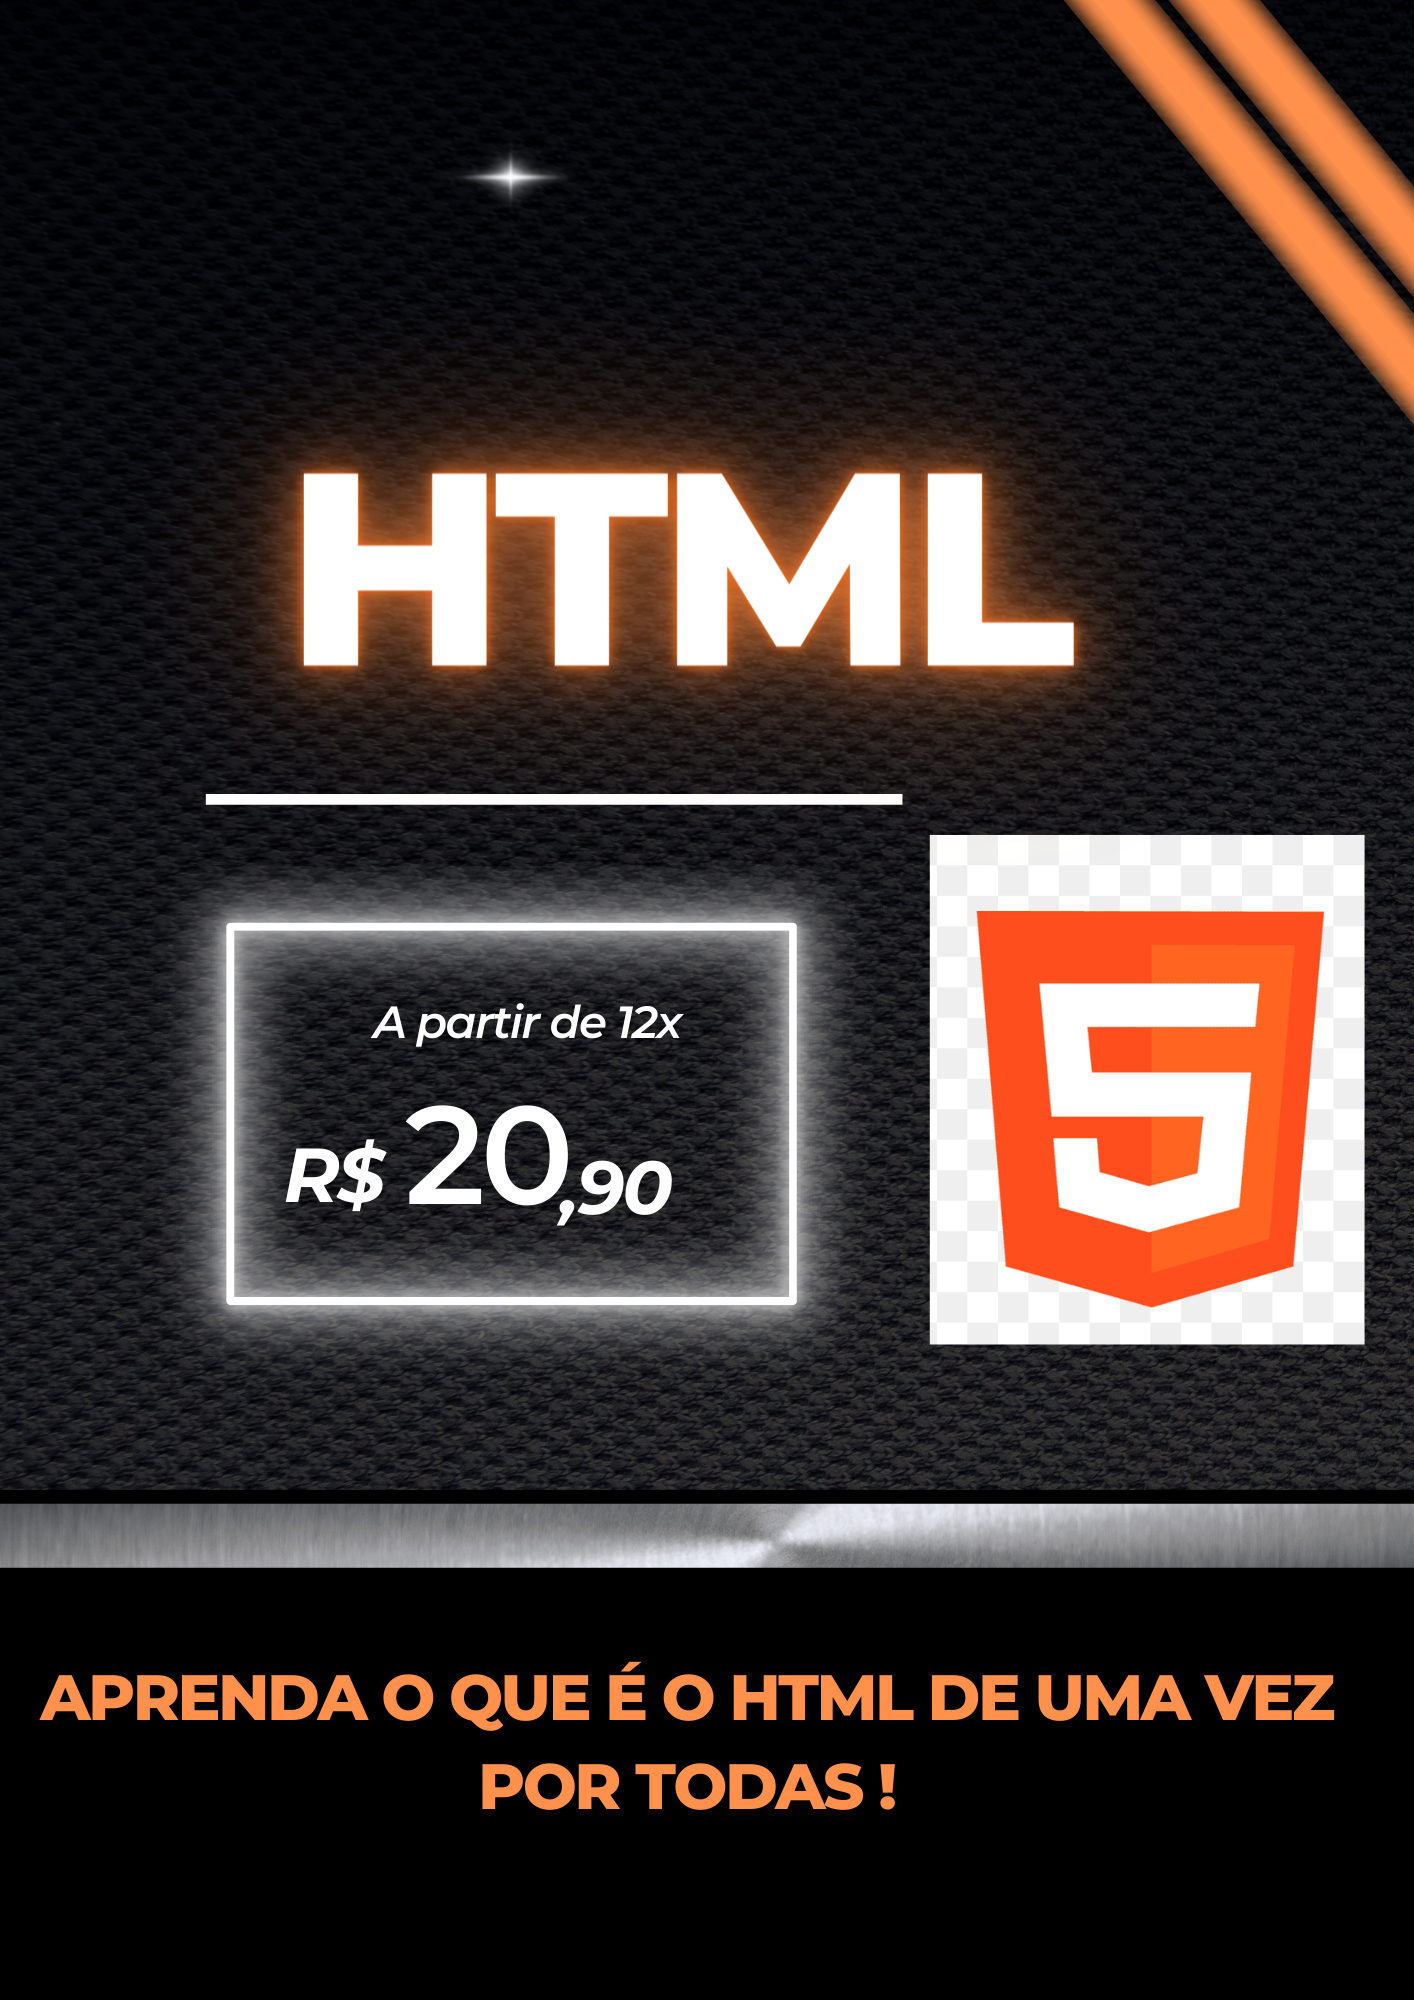 HTML
A partir de 12x
R$ 20,90
5
APRENDA O QUE É O HTML DE UMA VEZ
POR TODAS !